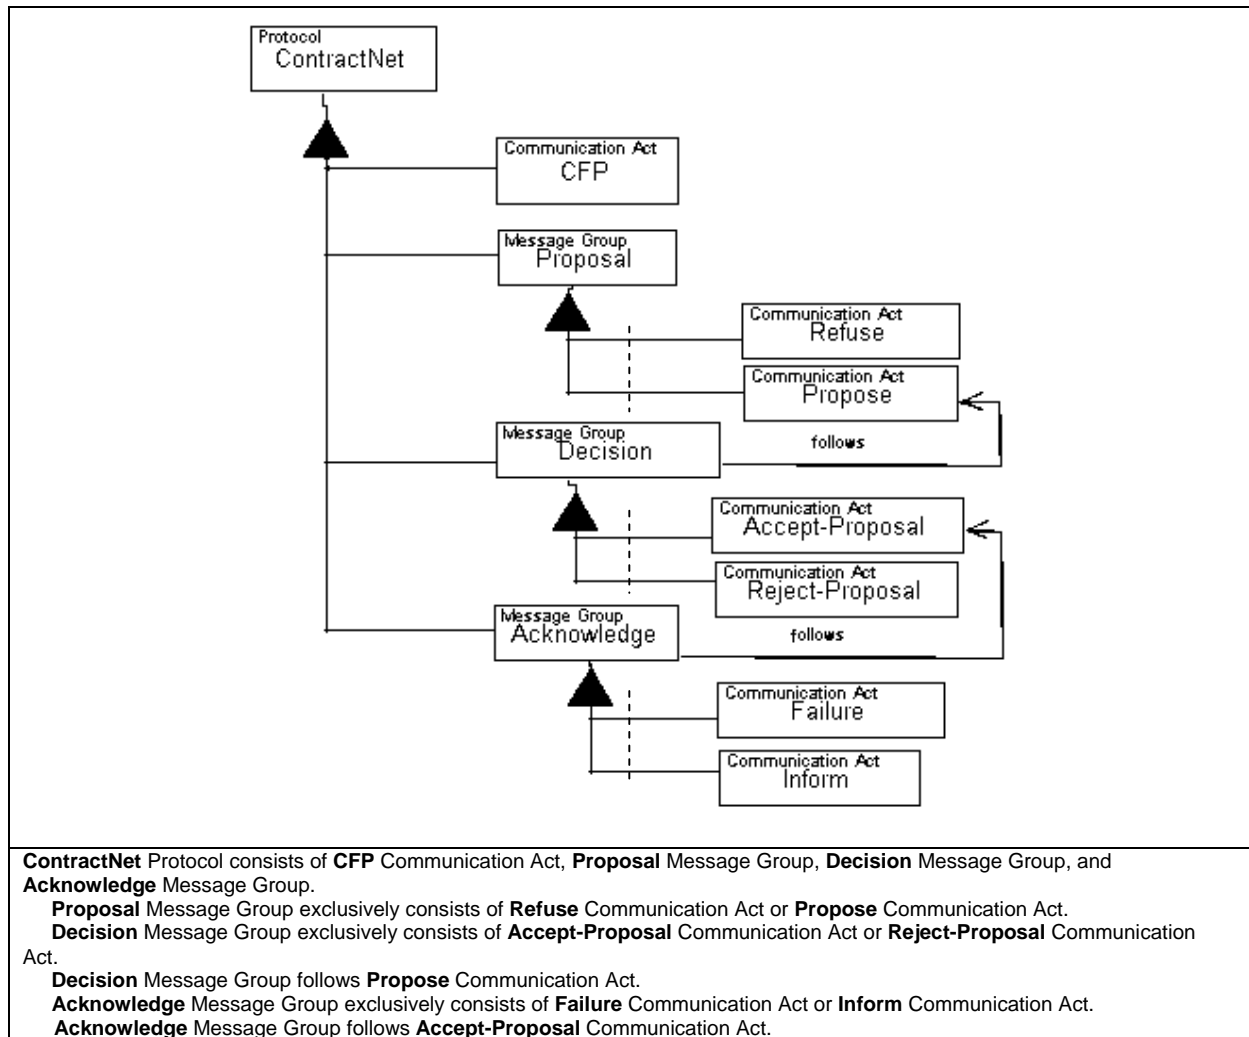 Protocol
ContractNet
Communication Act
CFP
Message Group
Proposal
Communication Act
Refuse
Communication Act
Propose
Message Group
Decision
follows
Communication Act
Accept-Proposal
Communication Act
Reject-Proposal
Message Group
Acknowledge
follows
Communication Act
Failure
Communication Act
Inform
ContractNet Protocol consists of CFP Communication Act, Proposal Message Group, Decision Message Group, and
Acknowledge Message Group.
Proposal Message Group exclusively consists of Refuse Communication Act or Propose Communication Act.
Decision Message Group exclusively consists of Accept-Proposal Communication Act or Reject-Proposal Communication
Act.
Decision Message Group follows Propose Communication Act.
Acknowledge Message Group exclusively consists of Failure Communication Act or Inform Communication Act.
Acknowledge Message Group follows Accept-Proposal Communication Act.